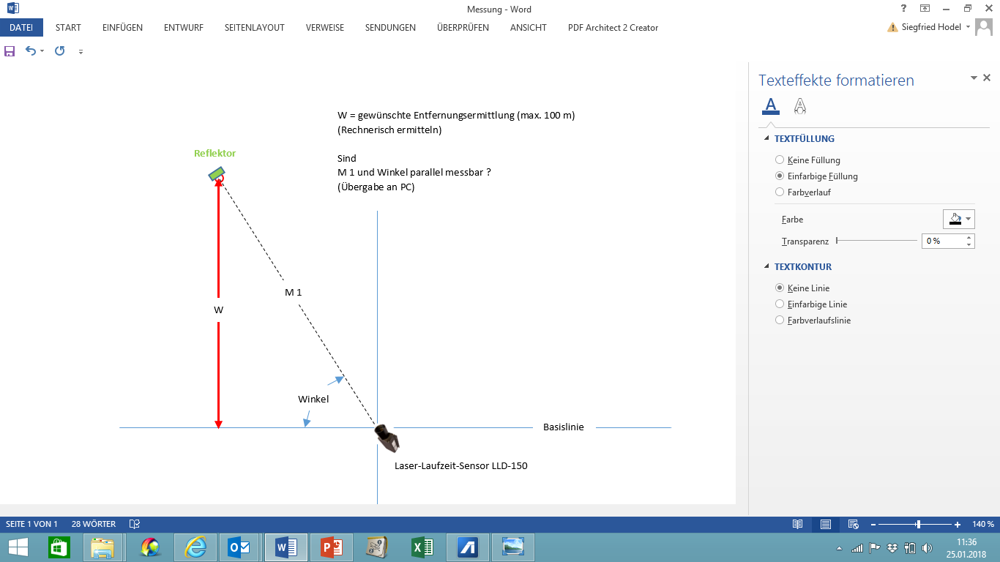 Messung - Word
DATEI START EINFÜGEN ENTWURF SEITENLAYOUT VERWEISE SENDUNGEN ÜBERPRÜFEN ANSICHT PDF Architect 2 Creator Siegfried Hodel
W = gewünschte Entfernungsermittlung (max. 100 m)
(Rechnerisch ermitteln)
Reflektor
Sind
M 1 und Winkel parallel messbar ?
(Übergabe an PC)
M 1
W
Winkel
Basislinie
Laser-Laufzeit-Sensor LLD-150
Texteffekte formatieren
TEXTFÜLLUNG
Keine Füllung
Einfarbige Füllung
Farbverlauf
Farbe
Transparenz 0 %
TEXTKONTUR
Keine Linie
Einfarbige Linie
Farbverlaufslinie
SEITE 1 VON 1 28 WÖRTER 140 %
11:36
25.01.2018